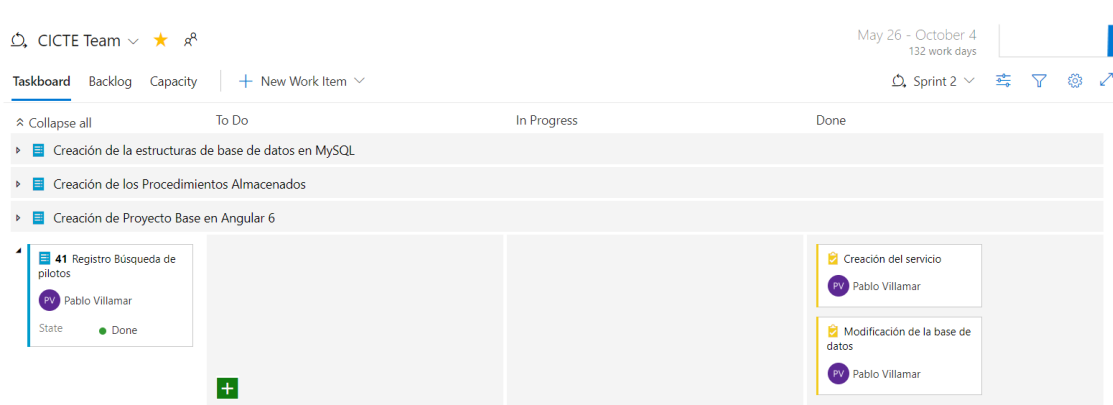 CICTE Team
May 26 - October 4
132 work days
Taskboard Backlog Capacity New Work Item Sprint 2
Collapse all To Do In Progress Done
Creación de la estructuras de base de datos en MySQL
Creación de los Procedimientos Almacenados
Creación de Proyecto Base en Angular 6
41 Registro Búsqueda de
pilotos
PV Pablo Villamar
State Done
Creación del servicio
PV Pablo Villamar
Modificación de la base de
datos
PV Pablo Villamar